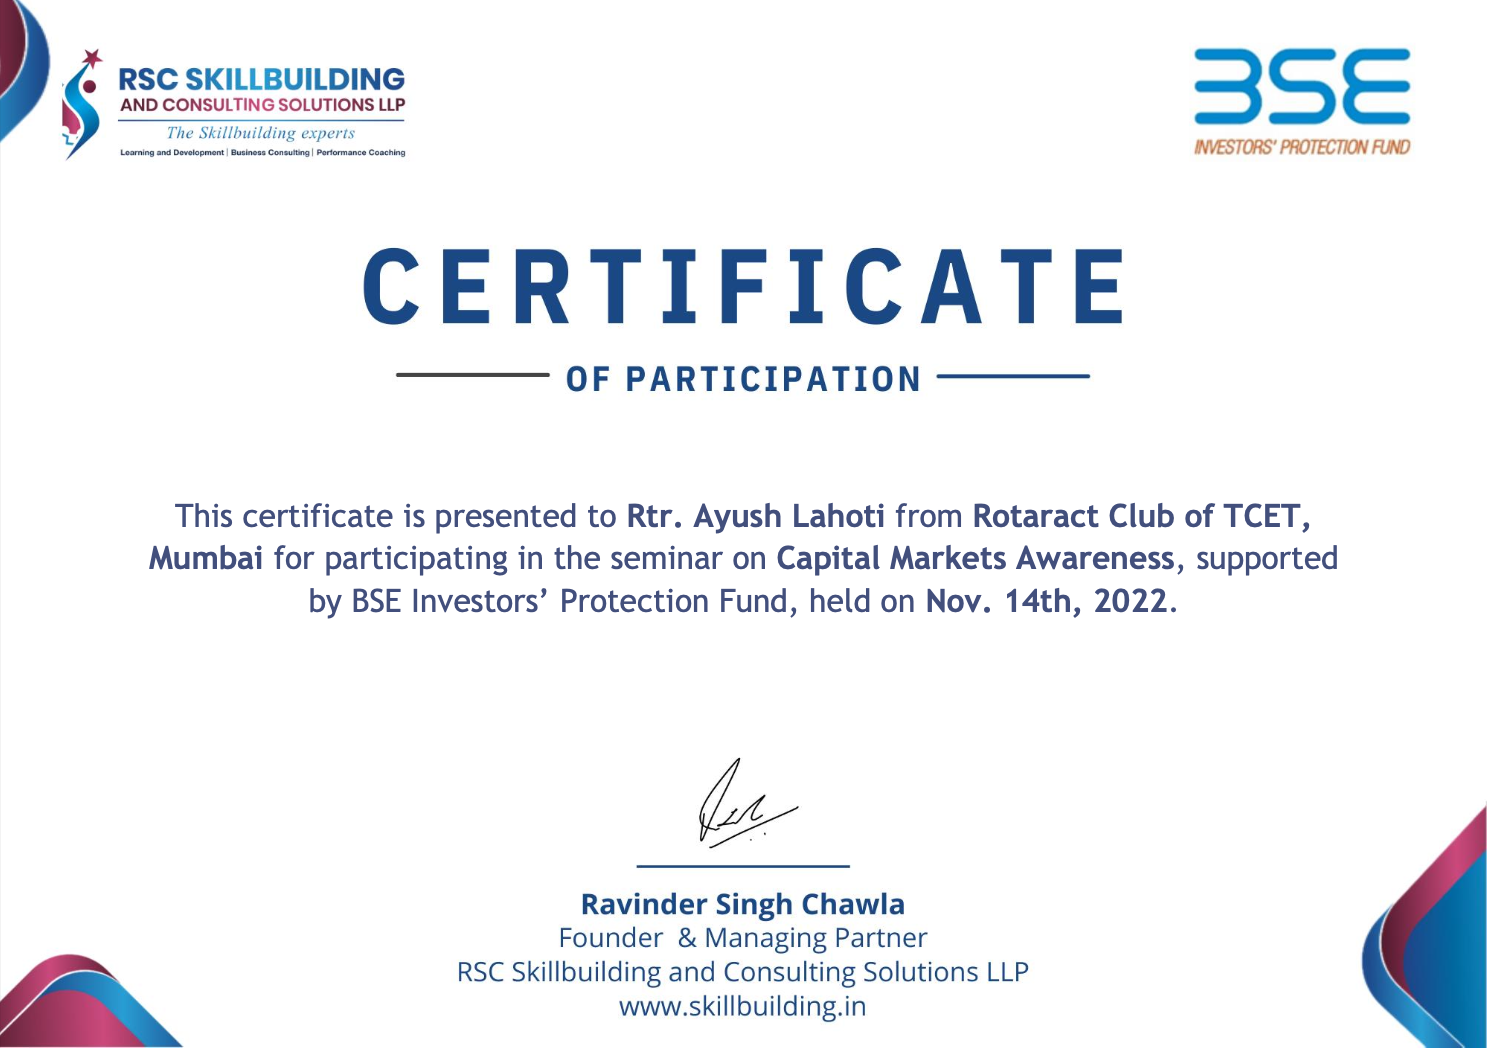 RSC SKILLBUILDING
AND CONSULTING SOLUTIONS LLP
The Skillbuilding experts
Learning and Development | Business Consulting | Performance Coaching
BSE
INVESTORS' PROTECTION FUND
CERTIFICATE
OF PARTICIPATION
This certificate is presented to Rtr. Ayush Lahoti from Rotaract Club of TCET,
Mumbai for participating in the seminar on Capital Markets Awareness, supported
by BSE Investors’ Protection Fund, held on Nov. 14th, 2022.
Ravinder Singh Chawla
Founder & Managing Partner
RSC Skillbuilding and Consulting Solutions LLP
www.skillbuilding.in